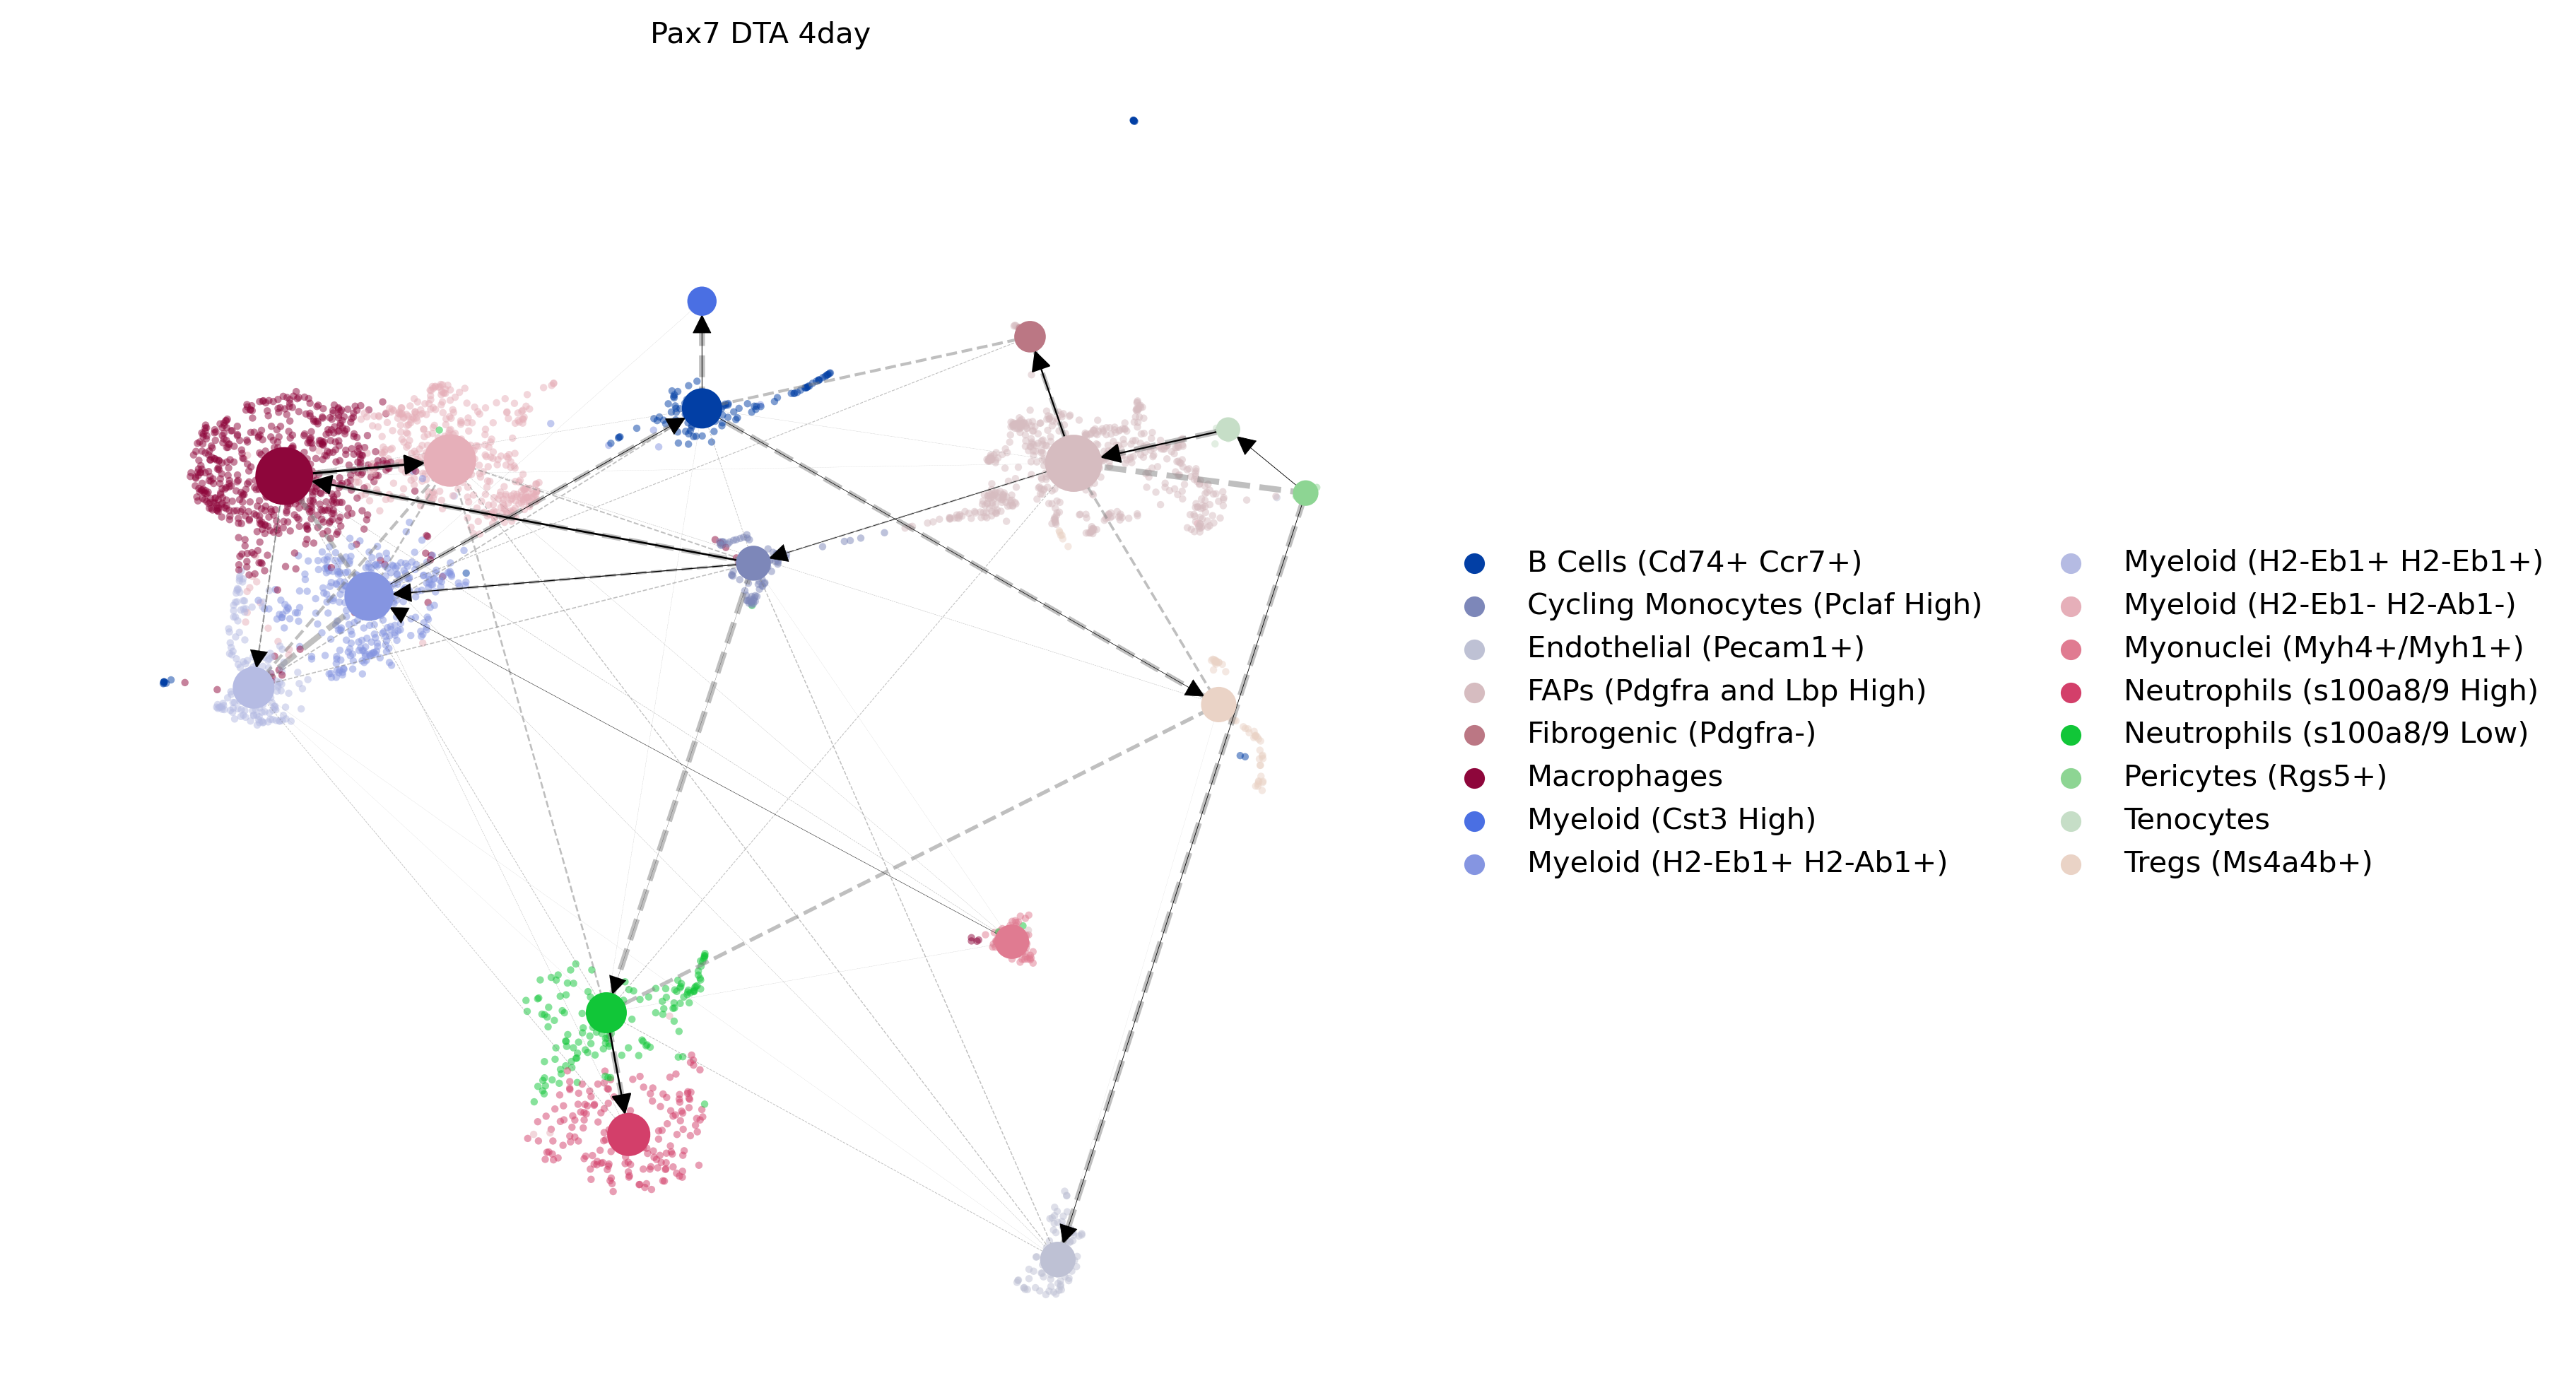 Pax7 DTA 4day
B Cells (Cd74+ Ccr7+)
Cycling Monocytes (Pclaf High)
Endothelial (Pecam1+)
FAPs (Pdgfra and Lbp High)
Fibrogenic (Pdgfra-)
Macrophages
Myeloid (Cst3 High)
Myeloid (H2-Eb1+ H2-Ab1+)
Myeloid (H2-Eb1+ H2-Eb1+)
Myeloid (H2-Eb1- H2-Ab1-)
Myonuclei (Myh4+/Myh1+)
Neutrophils (s100a8/9 High)
Neutrophils (s100a8/9 Low)
Pericytes (Rgs5+)
Tenocytes
Tregs (Ms4a4b+)